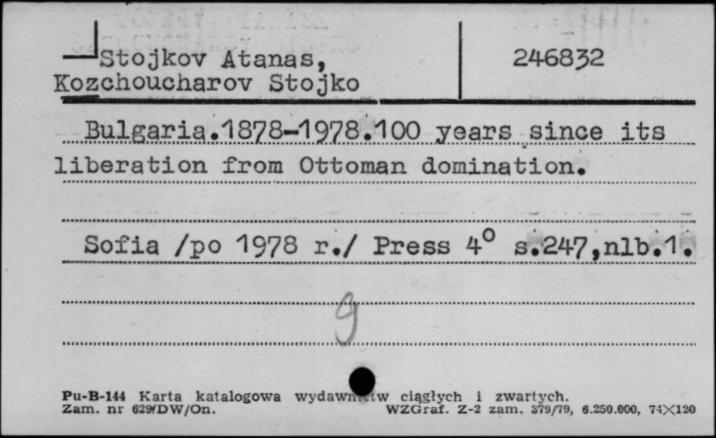 Stojkov Atanas, 246832
Kozchoucharov Stojko
Bulgaria.1878-1978.100 years since its
liberation from Ottoman domination.
Sofia /po 1978 r./ Press 4° s.247,nlb.1.
g
Pu-B-144 Karta katalogowa wydawnictw ciągłych i zwartych.
Zam. nr 629/DW/On. WZGraf. Z-2 zam. 379/79, 6.250.000, 74×120